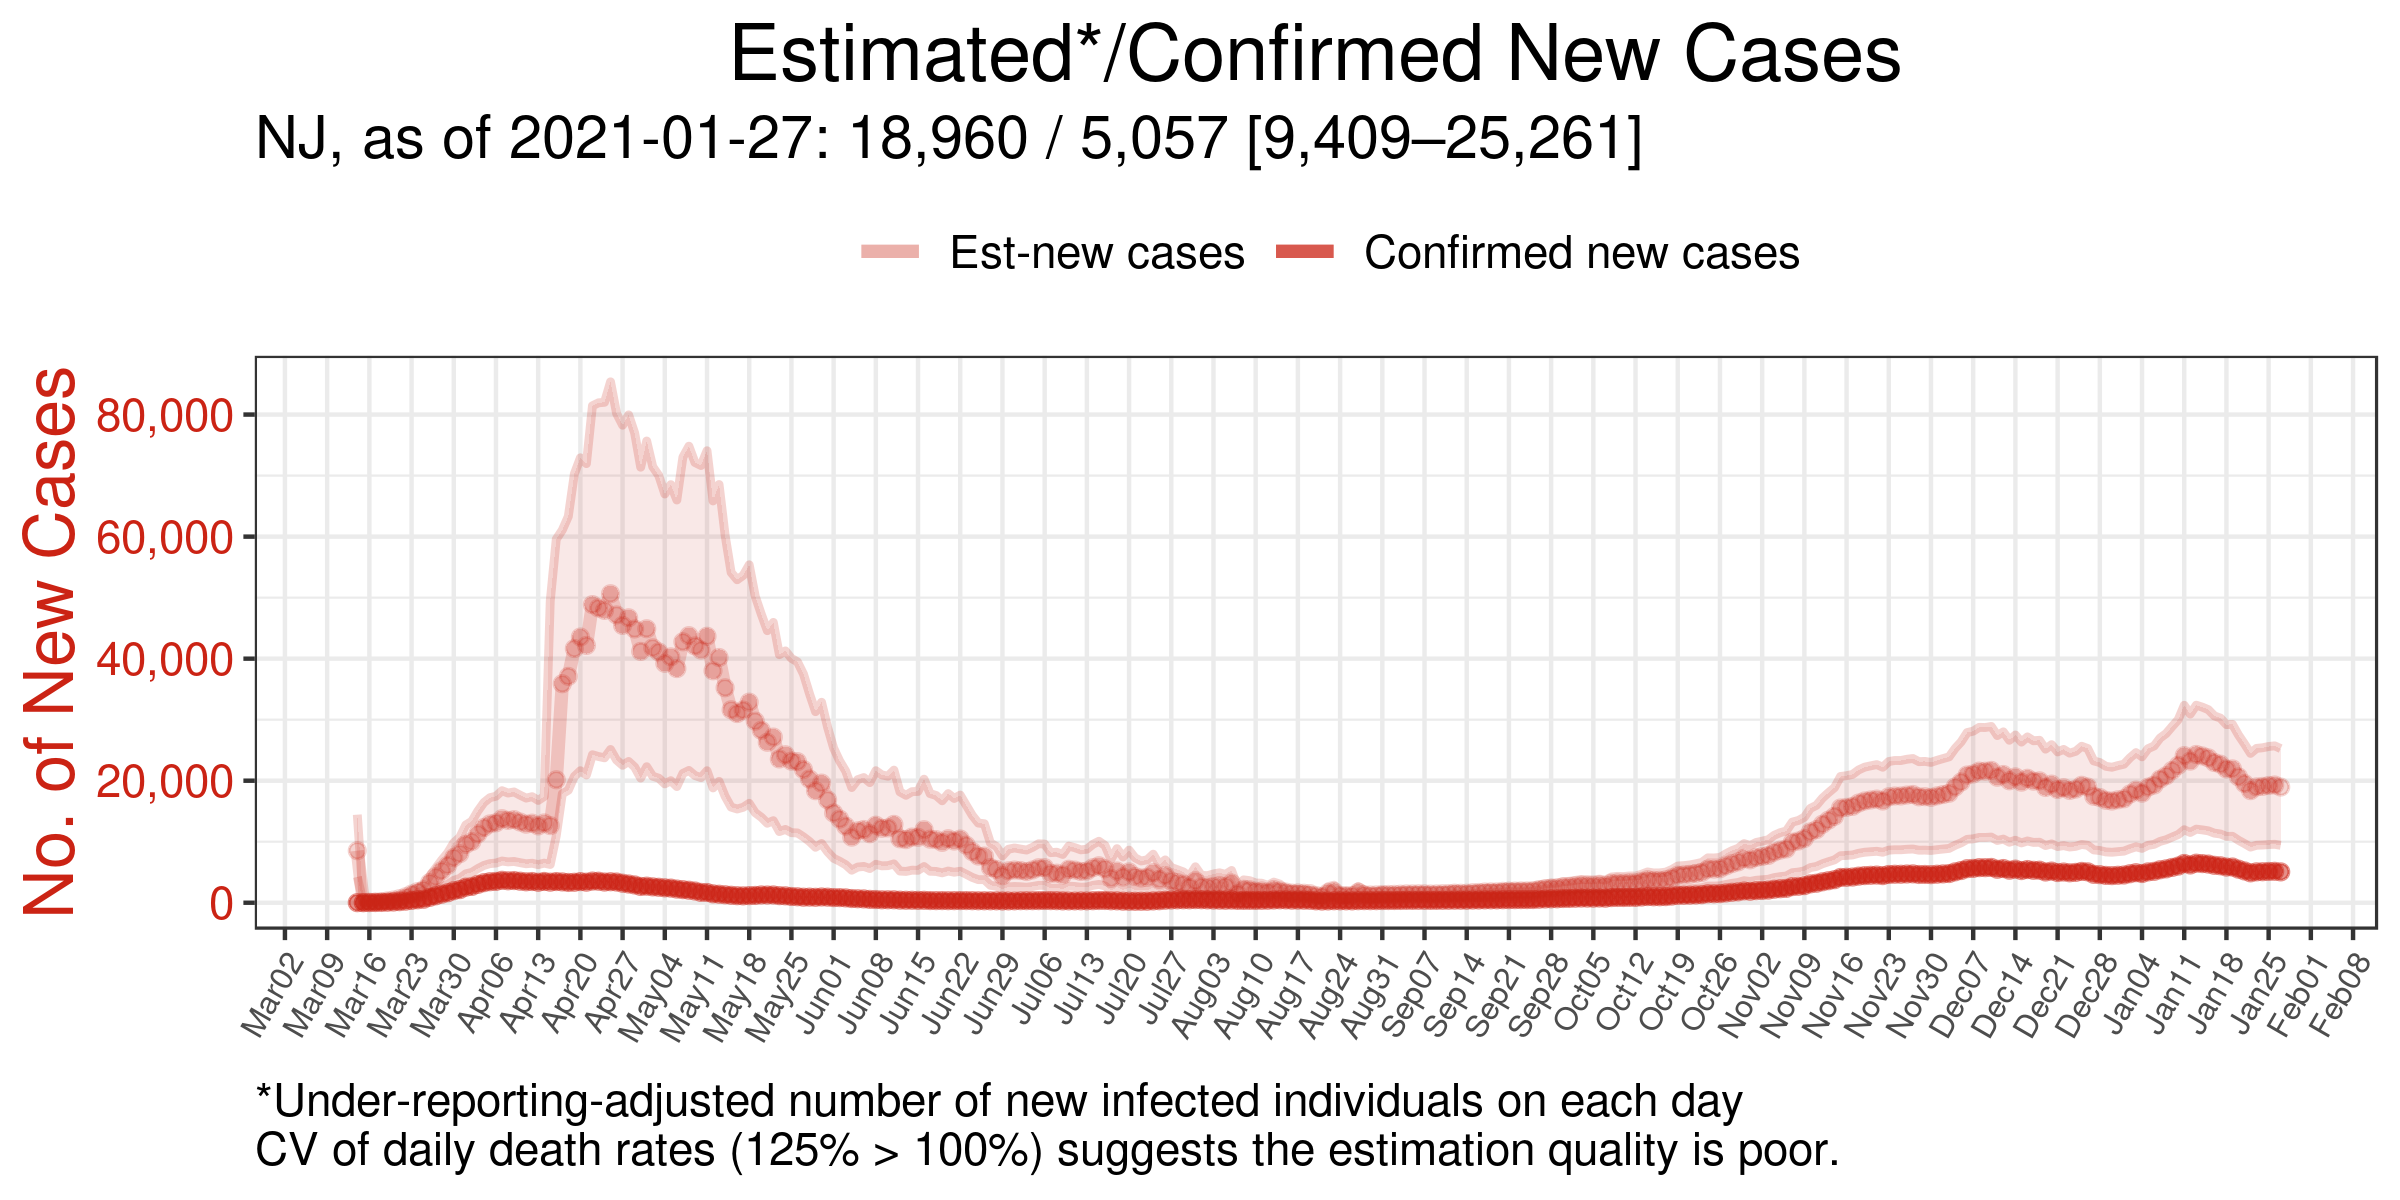 Estimated*/Confirmed New Cases
NJ, as of 2021-01-27: 18,960 / 5,057 [9,409–25,261]
Est-new cases
Confirmed new cases
No. of New Cases
80,000
60,000
40,000
20,000
0
Mar02
Mar09
Mar16
Mar23
Mar30
Apr06
Apr13
Apr20
Apr27
May04
May11
May18
May25
Jun01
Jun08
Jun15
Jun22
Jun29
Jul06
Jul13
Jul20
Jul27
Aug03
Aug10
Aug17
Aug24
Aug31
Sep07
Sep14
Sep21
Sep28
Oct05
Oct12
Oct19
Oct26
Nov02
Nov09
Nov16
Nov23
Nov30
Dec07
Dec14
Dec21
Dec28
Jan04
Jan11
Jan18
Jan25
Feb01
Feb08
*Under-reporting-adjusted number of new infected individuals on each day
CV of daily death rates (125% > 100%) suggests the estimation quality is poor.